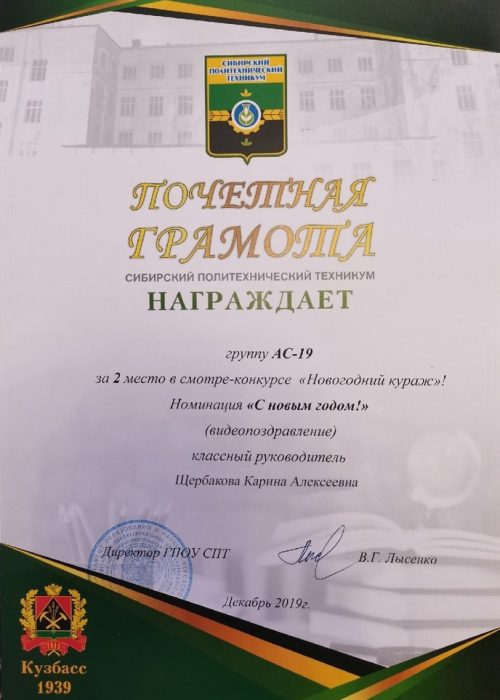 СИБИРСКИЙ
ПОЛИТЕХНИЧЕСКИЙ
ТЕХНИКУМ
ПОЧЕТНАЯ
ГРАМОТА
СИБИРСКИЙ ПОЛИТЕХНИЧЕСКИЙ ТЕХНИКУМ
НАГРАЖДАЕТ
группу АС-19
за 2 место в смотре-конкурсе «Новогодний кураж»!
Номинация «С новым годом!»
(видеопоздравление)
классный руководитель
Щербакова Карина Алексеевна
Директор ГПОУ СПТ В.Г. Лысенко
Декабрь 2019г.
Кузбасс
1939